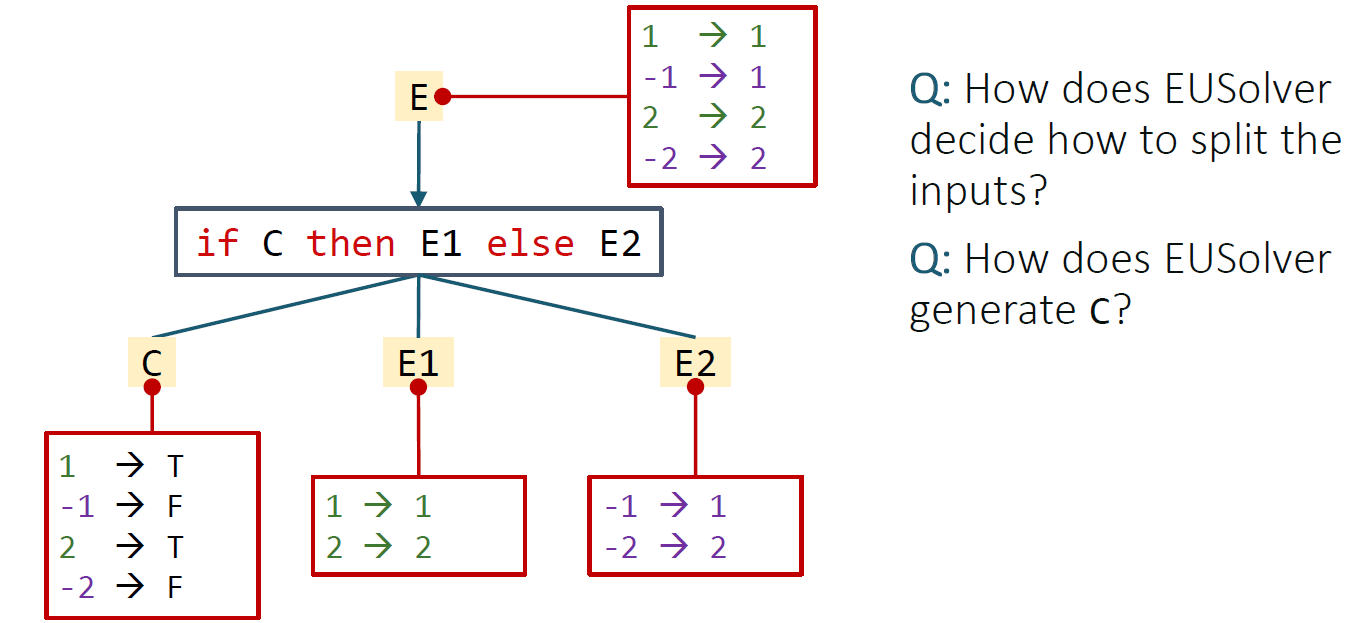 E
1 → 1
-1 → 1
2 → 2
-2 → 2
Q: How does EUSolver
decide how to split the
inputs?
Q: How does EUSolver
generate C?
if C then E1 else E2
C
E1
E2
1 → T
-1 → F
2 → T
-2 → F
1 → 1
2 → 2
-1 → 1
-2 → 2